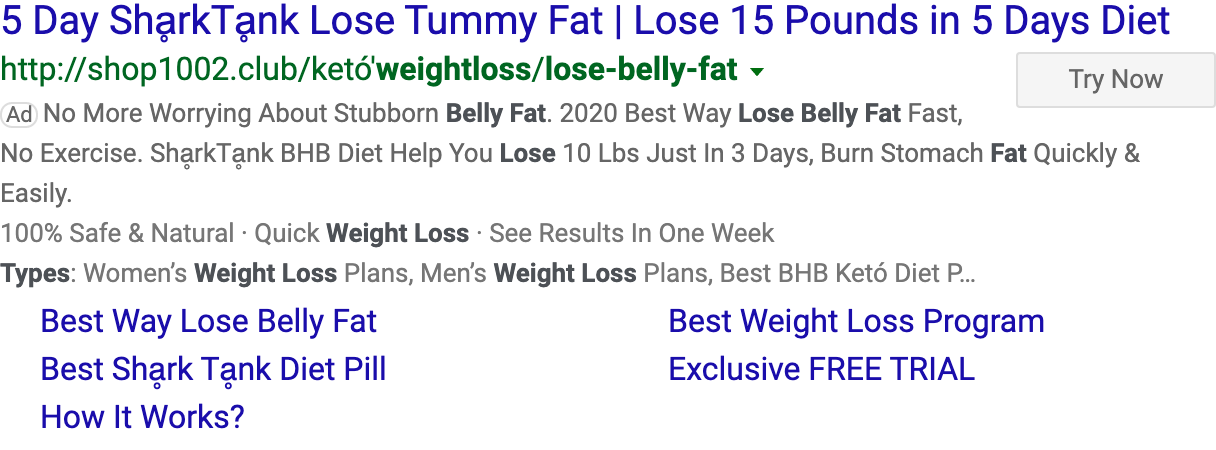 5 Day Shḁrk​Tḁnk Lose Tummy Fat | Lose 15 Pounds in 5 Days Diet
http://shop1002.club/ketó'weightloss/lose-belly-fat
Try Now
Ad No More Worrying About Stubborn Belly Fat. 2020 Best Way Lose Belly Fat Fast,
No Exercise. ShḁrkTḁnk BHB Diet Help You Lose 10 Lbs Just In 3 Days, Burn Stomach Fat Quickly &
Easily.
100% Safe & Natural · Quick Weight Loss · See Results In One Week
Types: Women’s Weight Loss Plans, Men’s Weight Loss Plans, Best BHB Ketó Diet P...
Best Way Lose Belly Fat
Best Weight Loss Program
Best Shḁrk Tḁnk Diet Pill
Exclusive FREE TRIAL
How It Works?